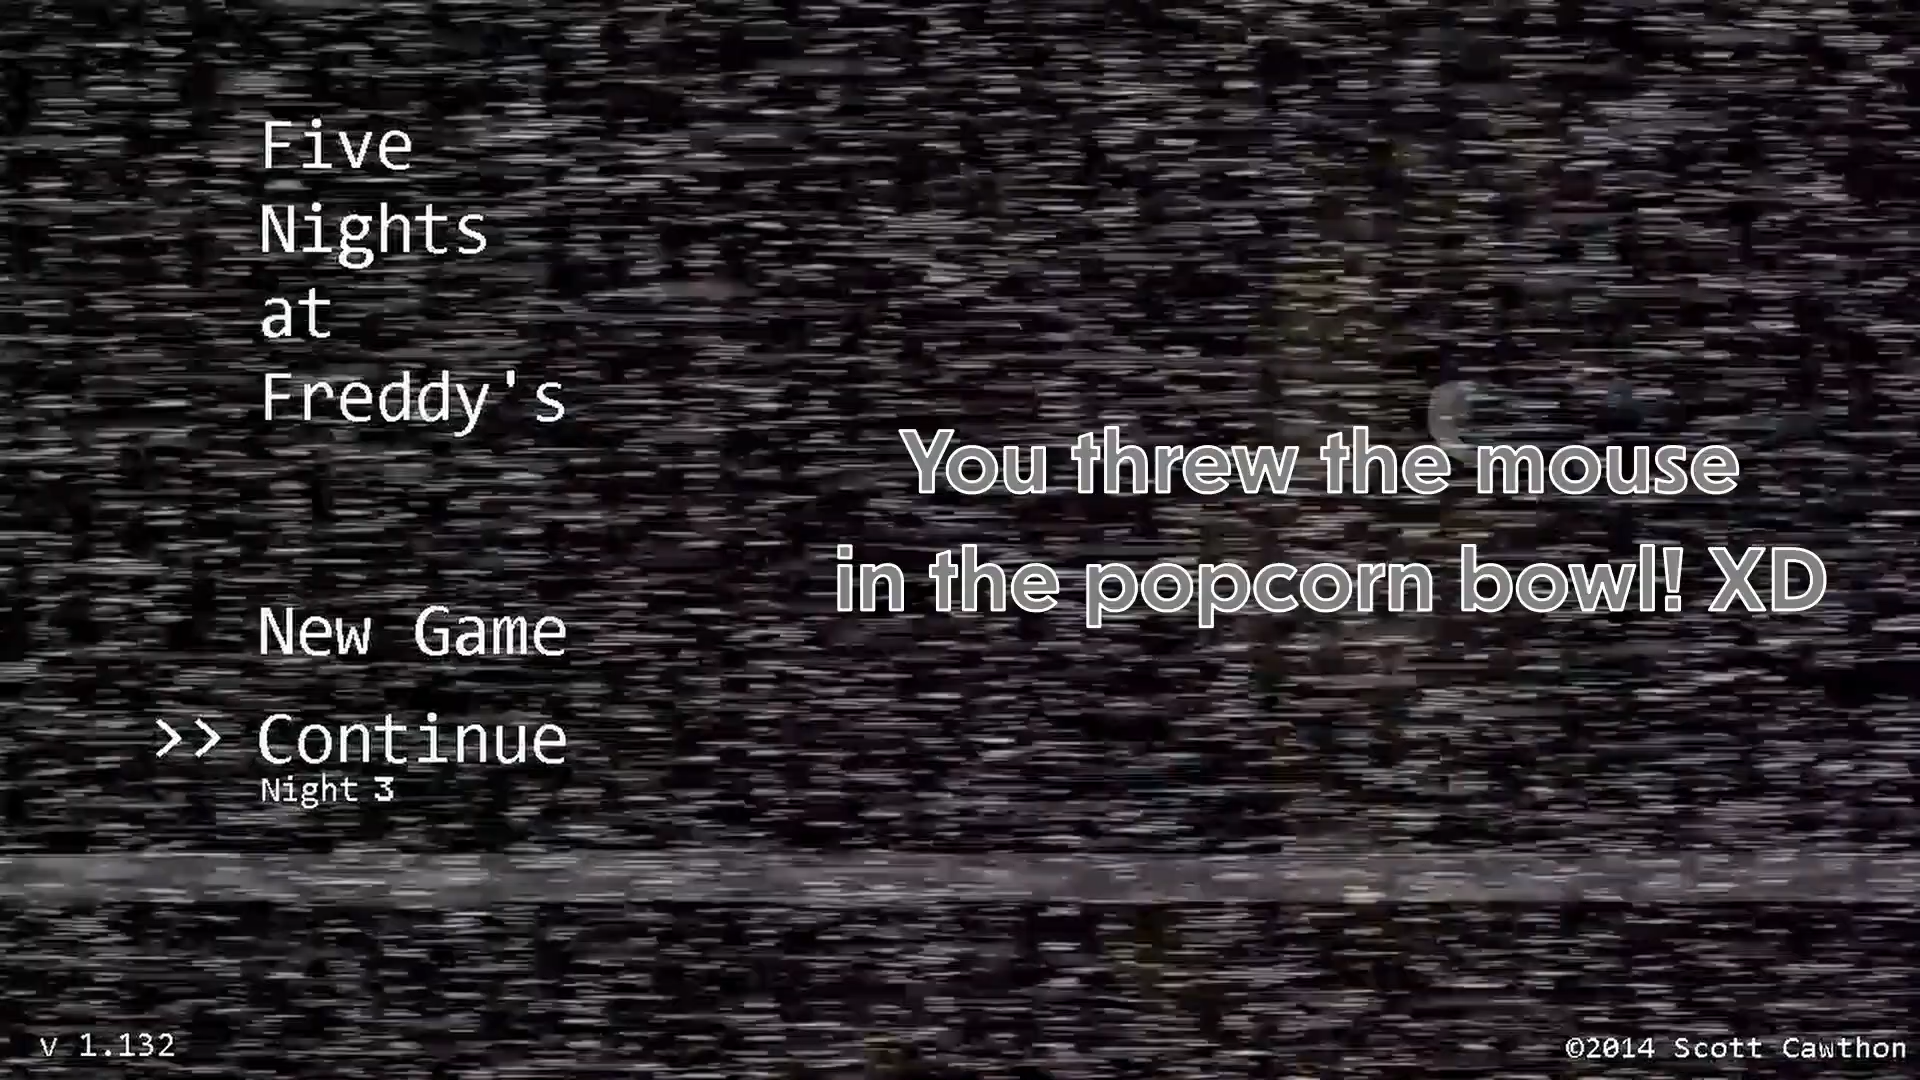 Five
Nights
at
Freddy's
You threw the mouse
in the popcorn bowl! XD
New Game
>> Continue
Night 3
v 1.132
©2014 Scott Cawthon